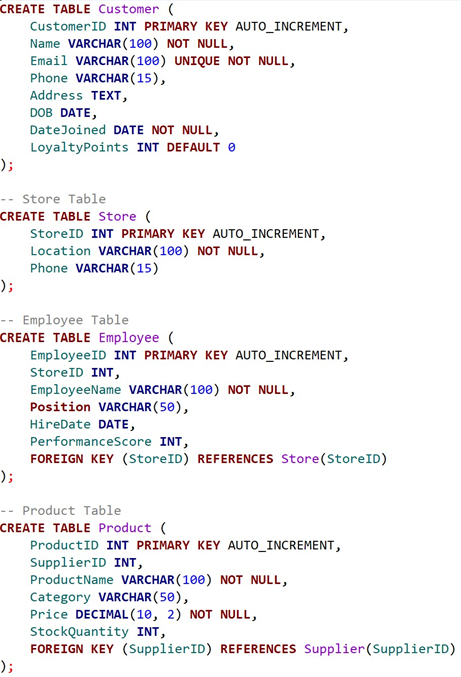 CREATE TABLE Customer (
    CustomerID INT PRIMARY KEY AUTO_INCREMENT,
    Name VARCHAR(100) NOT NULL,
    Email VARCHAR(100) UNIQUE NOT NULL,
    Phone VARCHAR(15),
    Address TEXT,
    DOB DATE,
    DateJoined DATE NOT NULL,
    LoyaltyPoints INT DEFAULT 0
);
-- Store Table
CREATE TABLE Store (
    StoreID INT PRIMARY KEY AUTO_INCREMENT,
    Location VARCHAR(100) NOT NULL,
    Phone VARCHAR(15)
);
-- Employee Table
CREATE TABLE Employee (
    EmployeeID INT PRIMARY KEY AUTO_INCREMENT,
    StoreID INT,
    EmployeeName VARCHAR(100) NOT NULL,
    Position VARCHAR(50),
    HireDate DATE,
    PerformanceScore INT,
    FOREIGN KEY (StoreID) REFERENCES Store(StoreID)
);
-- Product Table
CREATE TABLE Product (
    ProductID INT PRIMARY KEY AUTO_INCREMENT,
    SupplierID INT,
    ProductName VARCHAR(100) NOT NULL,
    Category VARCHAR(50),
    Price DECIMAL(10, 2) NOT NULL,
    StockQuantity INT,
    FOREIGN KEY (SupplierID) REFERENCES Supplier(SupplierID)
);